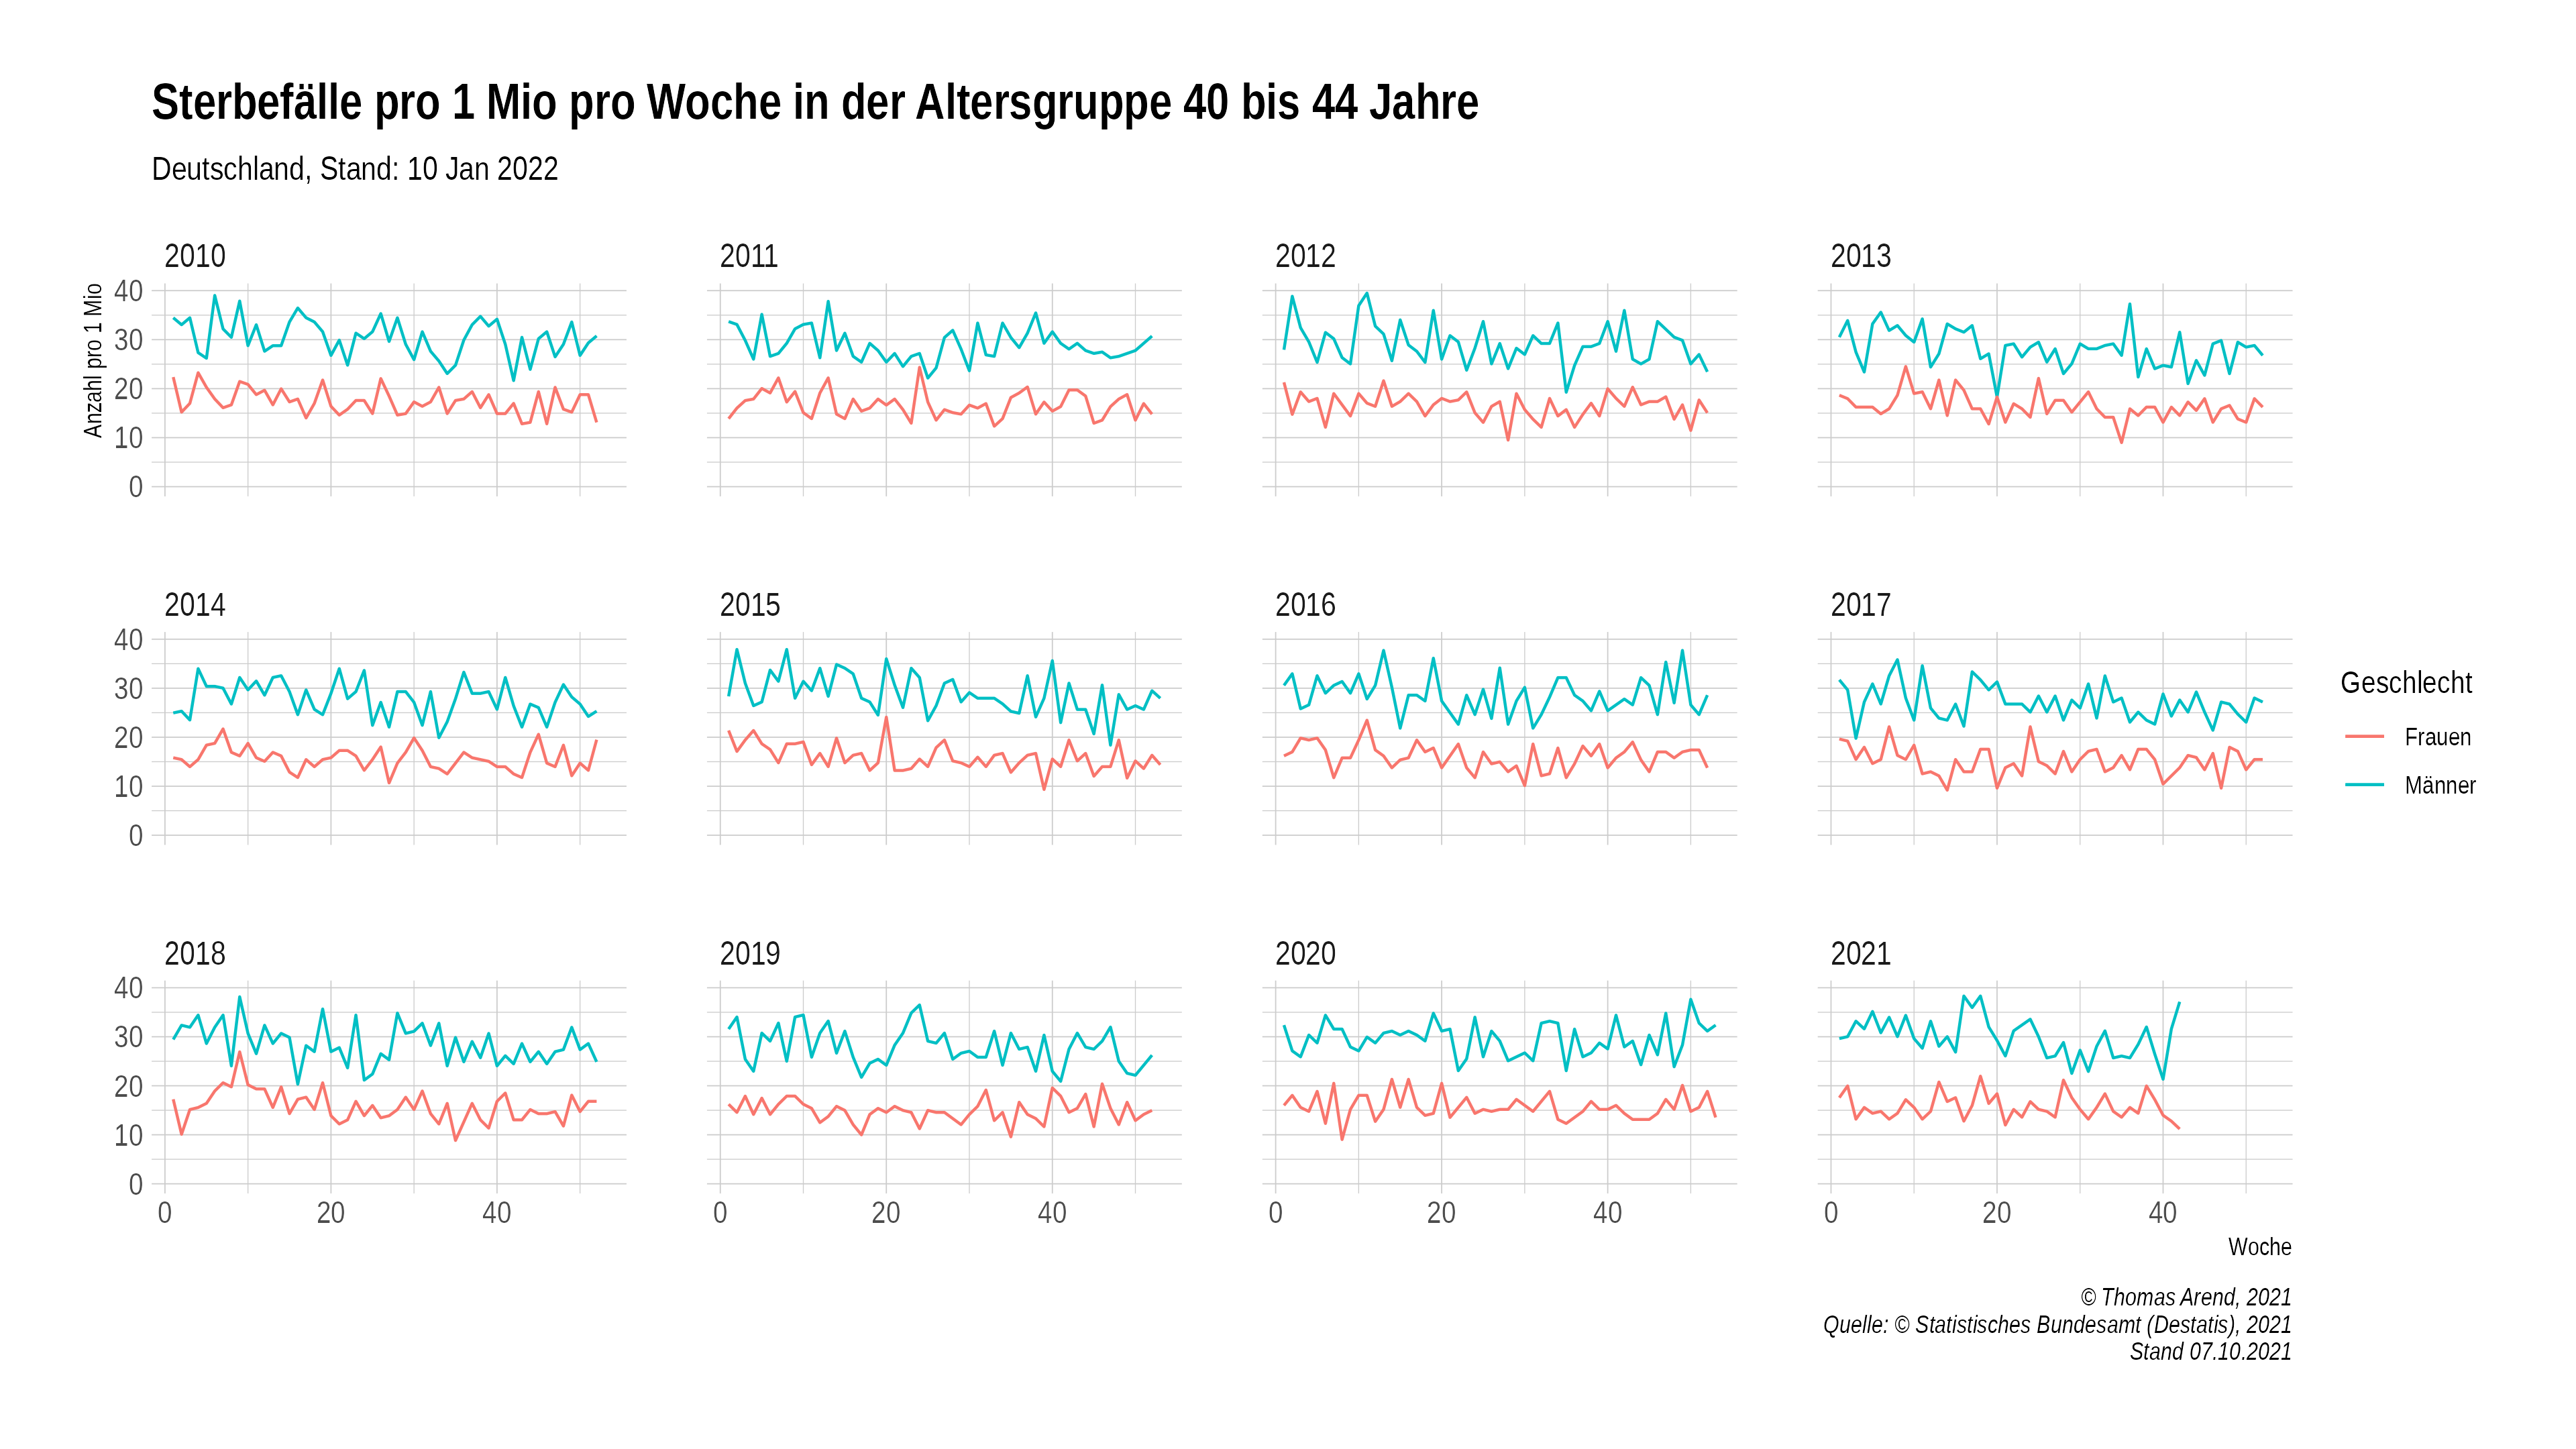 Sterbefälle pro 1 Mio pro Woche in der Altersgruppe 40 bis 44 Jahre
Deutschland, Stand: 10 Jan 2022
2010
2011
2012
2013
Anzahl pro 1 Mio
40
30
20
10
0
2014
2015
2016
2017
40
30
20
10
0
Geschlecht
Frauen
Männer
2018
2019
2020
2021
40
30
20
10
0
0 20 40
0 20 40
0 20 40
0 20 40
Woche
© Thomas Arend, 2021
Quelle: © Statistisches Bundesamt (Destatis), 2021
Stand 07.10.2021